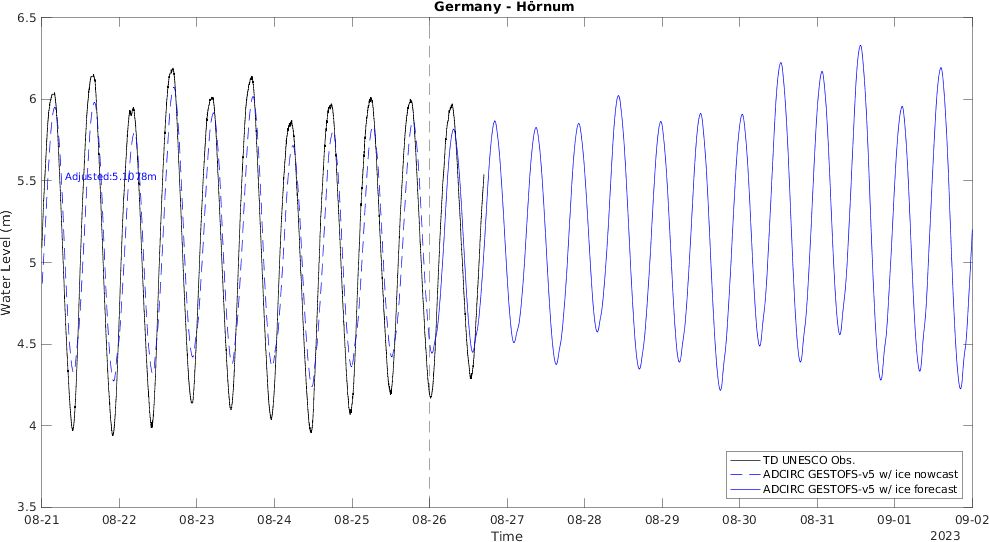 Germany - Hörnum
6.5
6
5.5
5
4.5
4
3.5
Water Level (m)
Adjusted:5.1078m
TD UNESCO Obs.
ADCIRC GESTOFS-v5 w/ ice nowcast
ADCIRC GESTOFS-v5 w/ ice forecast
08-21 08-22 08-23 08-24 08-25 08-26 08-27 08-28 08-29 08-30 08-31 09-01 09-02
Time
2023